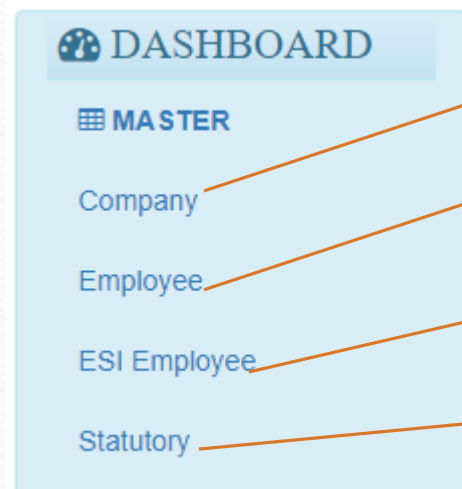 DASHBOARD
MASTER
Company
Employee
ESI Employee
Statutory